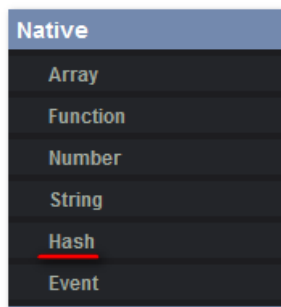 Native
Array
Function
Number
String
Hash
Event